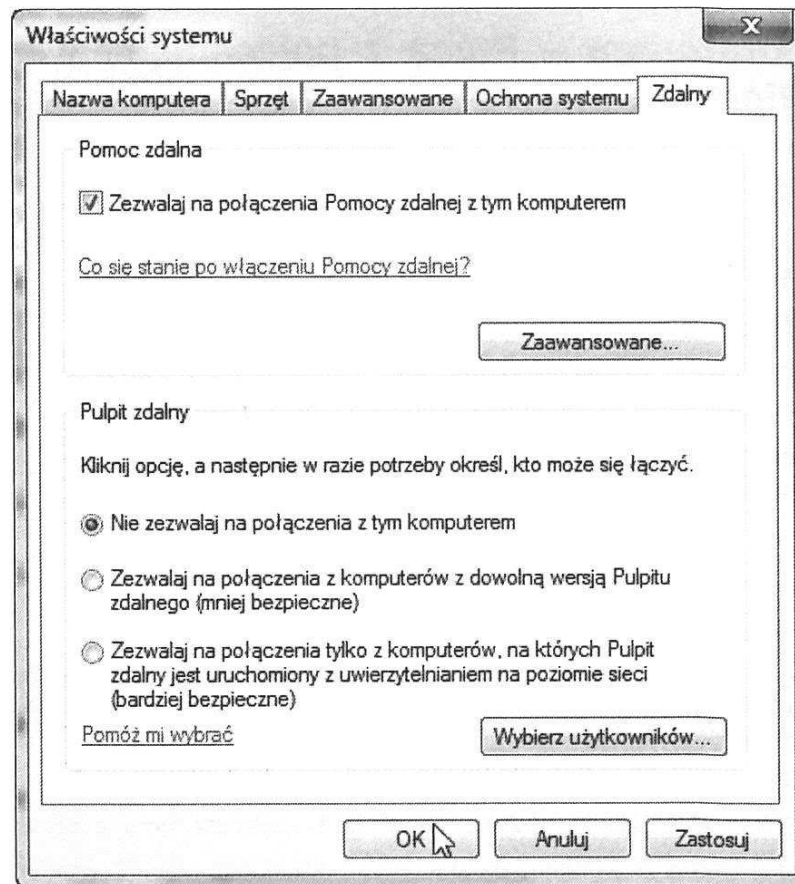 Właściwości systemu
Nazwa komputera Sprzęt Zaawansowane Ochrona systemu Zdalny
Pomoc zdalna
Zezwalaj na połączenia Pomocy zdalnej z tym komputerem
Co się stanie po włączeniu Pomocy zdalnej?
Zaawansowane...
Pulpit zdalny
Kliknij opcję, a następnie w razie potrzeby określ, kto może się łączyć.
Nie zezwalaj na połączenia z tym komputerem
Zezwalaj na połączenia z komputerów z dowolną wersją Pulpitu
zdalnego (mniej bezpieczne)
Zezwalaj na połączenia tylko z komputerów, na których Pulpit
zdalny jest uruchomiony z uwierzytelnianiem na poziomie sieci
(bardziej bezpieczne)
Pomóż mi wybrać Wybierz użytkowników...
OK Anuluj Zastosuj